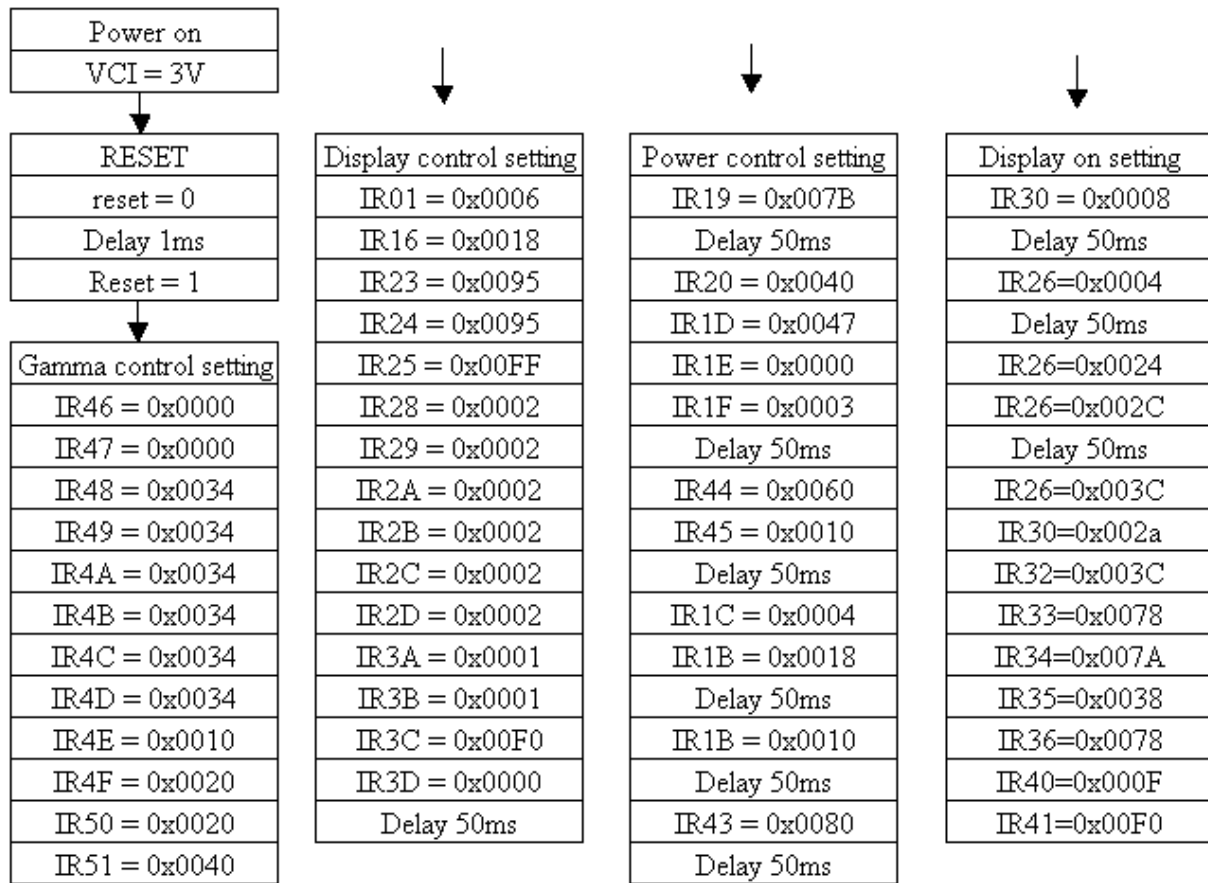 Power on
VCI = 3V
RESET
reset = 0
Delay 1ms
Reset = 1
Gamma control setting
IR46 = 0x0000
IR47 = 0x0000
IR48 = 0x0034
IR49 = 0x0034
IR4A = 0x0034
IR4B = 0x0034
IR4C = 0x0034
IR4D = 0x0034
IR4E = 0x0010
IR4F = 0x0020
IR50 = 0x0020
IR51 = 0x0040
Display control setting
IR01 = 0x0006
IR16 = 0x0018
IR23 = 0x0095
IR24 = 0x0095
IR25 = 0x00FF
IR28 = 0x0002
IR29 = 0x0002
IR2A = 0x0002
IR2B = 0x0002
IR2C = 0x0002
IR2D = 0x0002
IR3A = 0x0001
IR3B = 0x0001
IR3C = 0x00F0
IR3D = 0x0000
Delay 50ms
Power control setting
IR19 = 0x007B
Delay 50ms
IR20 = 0x0040
IR1D = 0x0047
IR1E = 0x0000
IR1F = 0x0003
Delay 50ms
IR44 = 0x0060
IR45 = 0x0010
Delay 50ms
IR1C = 0x0004
IR1B = 0x0018
Delay 50ms
IR1B = 0x0010
Delay 50ms
IR43 = 0x0080
Delay 50ms
Display on setting
IR30 = 0x0008
Delay 50ms
IR26=0x0004
Delay 50ms
IR26=0x0024
IR26=0x002C
Delay 50ms
IR26=0x003C
IR30=0x002a
IR32=0x003C
IR33=0x0078
IR34=0x007A
IR35=0x0038
IR36=0x0078
IR40=0x000F
IR41=0x00F0